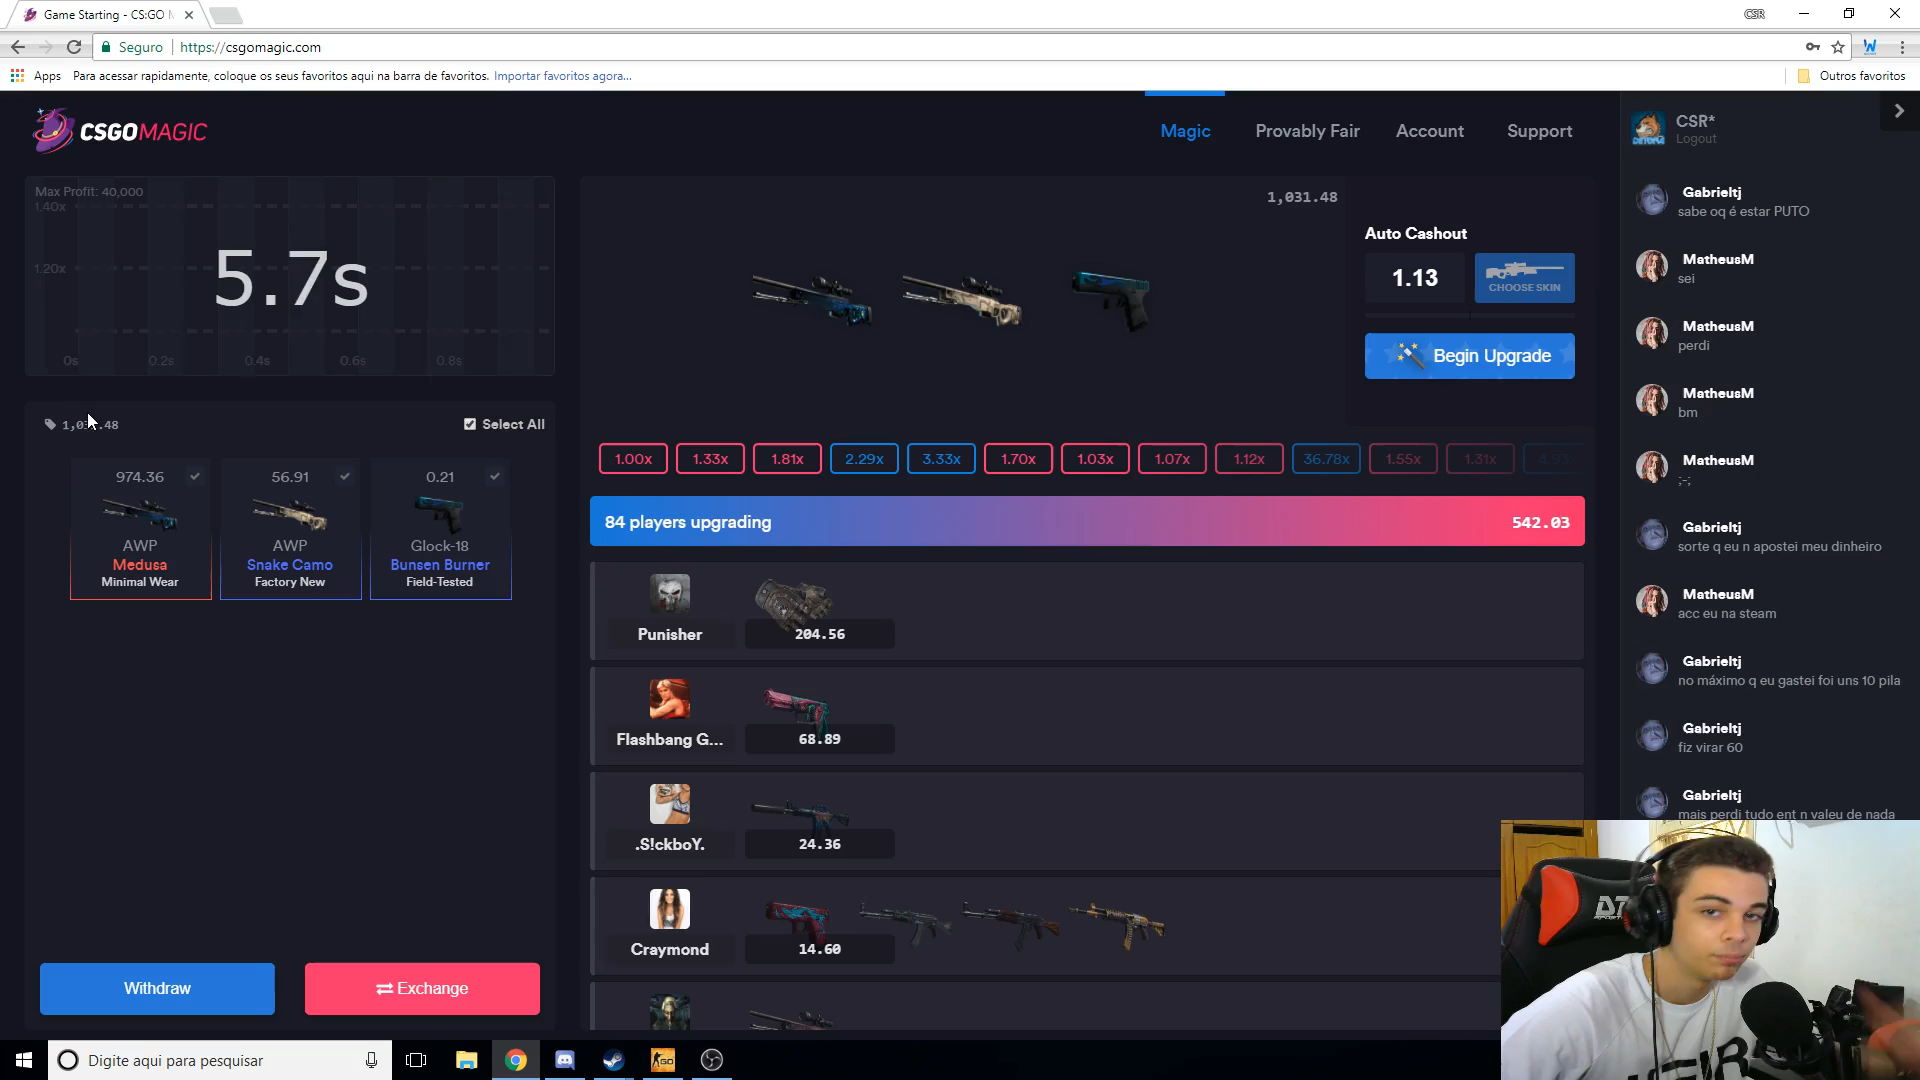 Game Starting - CS:GO M
CSR
Seguro
https://csgomagic.com
Apps
Para acessar rapidamente, coloque os seus favoritos aqui na barra de favoritos. Importar favoritos agora...
Outros favoritos
CSGOMAGIC
Magic
Provably Fair
Account
Support
Max Profit: 40,000
1.40x
1.20x
5.7s
0s 0.2s 0.4s 0.6s 0.8s
1,031.48
Auto Cashout
1.13
CHOOSE SKIN
Begin Upgrade
Select All
974.36
AWP
Medusa
Minimal Wear
56.91
AWP
Snake Camo
Factory New
0.21
Glock-18
Bunsen Burner
Field-Tested
Withdraw
Exchange
1.00x 1.33x 1.81x 2.29x 3.33x 1.70x 1.03x 1.07x 1.12x 36.78x 1.55x 1.31x
84 players upgrading
542.03
Punisher
204.56
Flashbang G...
68.89
.S!ckboY.
24.36
Craymond
14.60
CSR*
Logout
Gabrieltj
sabe oq é estar PUTO
MatheusM
sei
MatheusM
perdi
MatheusM
bm
MatheusM
;-;
Gabrieltj
sorte q eu n apostei meu dinheiro
MatheusM
acc eu na steam
Gabrieltj
no máximo q eu gastei foi uns 10 pila
Gabrieltj
fiz virar 60
Gabrieltj
mais perdi tudo ent n valeu de nada
Digite aqui para pesquisar